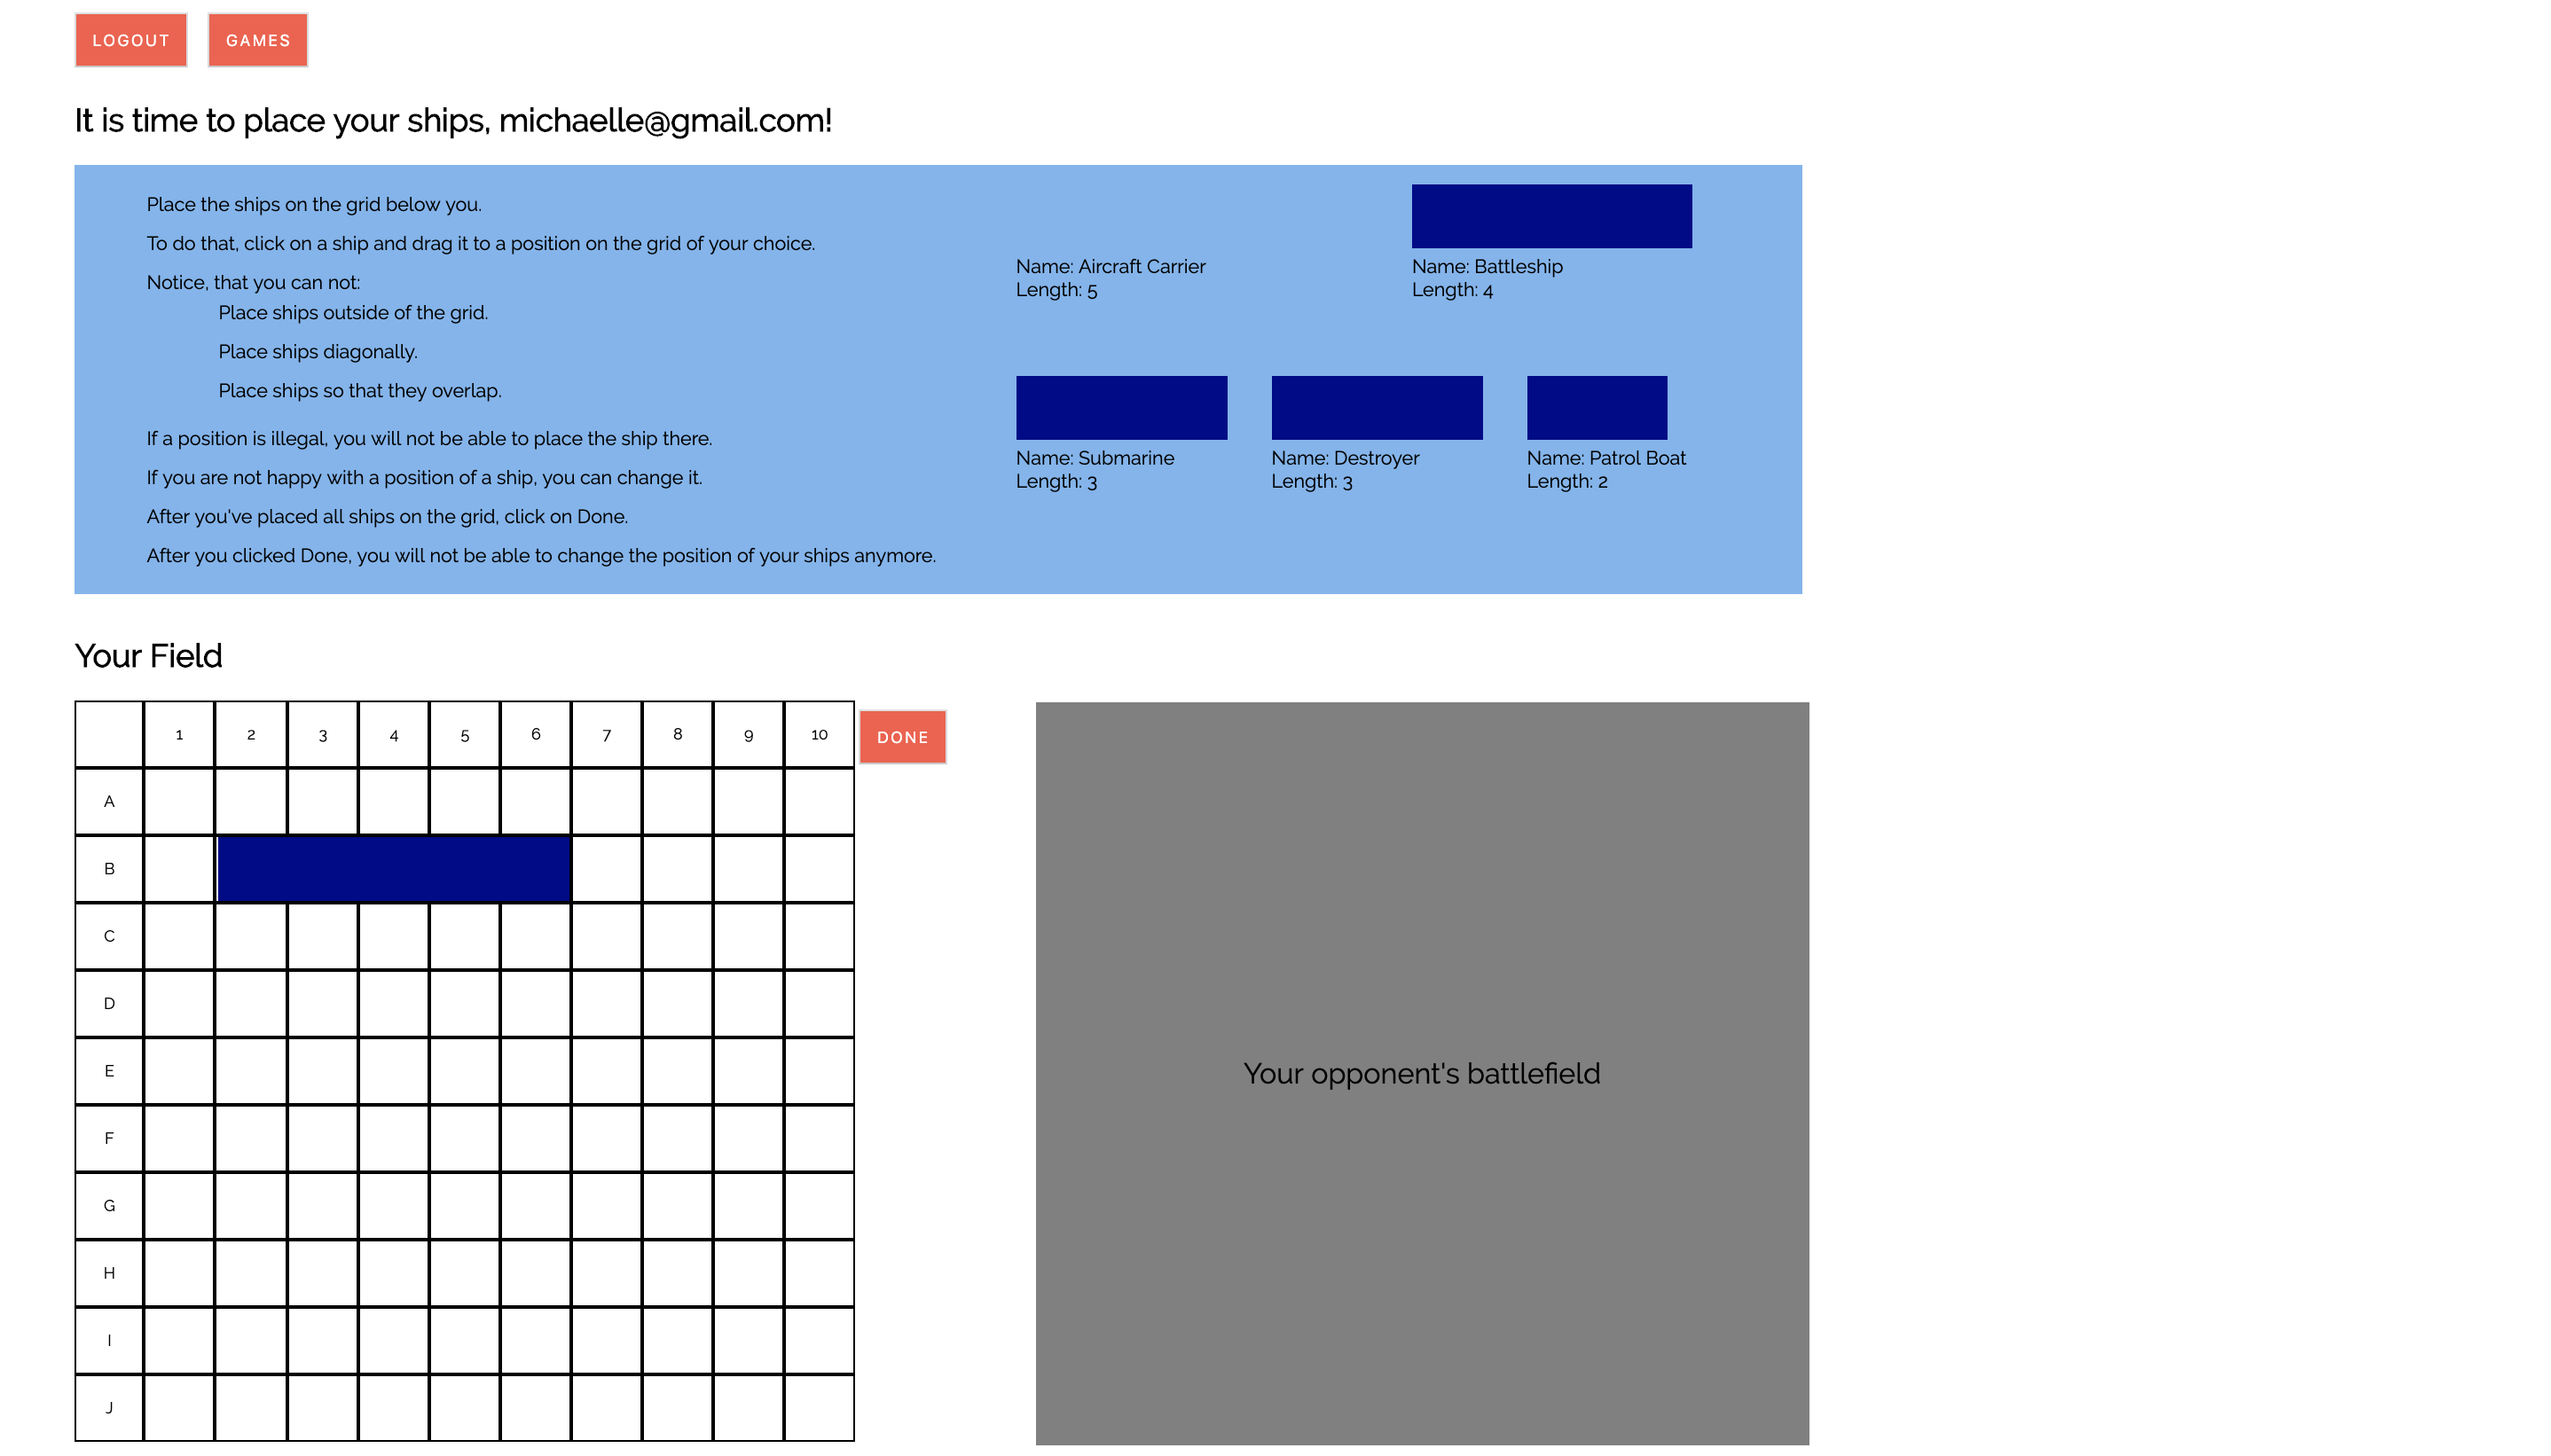 LOGOUT GAMES
It is time to place your ships, michaelle@gmail.com!
Place the ships on the grid below you.
To do that, click on a ship and drag it to a position on the grid of your choice.
Notice, that you can not:
Place ships outside of the grid.
Place ships diagonally.
Place ships so that they overlap.
If a position is illegal, you will not be able to place the ship there.
If you are not happy with a position of a ship, you can change it.
After you've placed all ships on the grid, click on Done.
After you clicked Done, you will not be able to change the position of your ships anymore.
Name: Aircraft Carrier
Length: 5
Name: Battleship
Length: 4
Name: Submarine
Length: 3
Name: Destroyer
Length: 3
Name: Patrol Boat
Length: 2
Your Field
1 2 3 4 5 6 7 8 9 10
A
B
C
D
E
F
G
H
I
J
DONE
Your opponent's battlefield